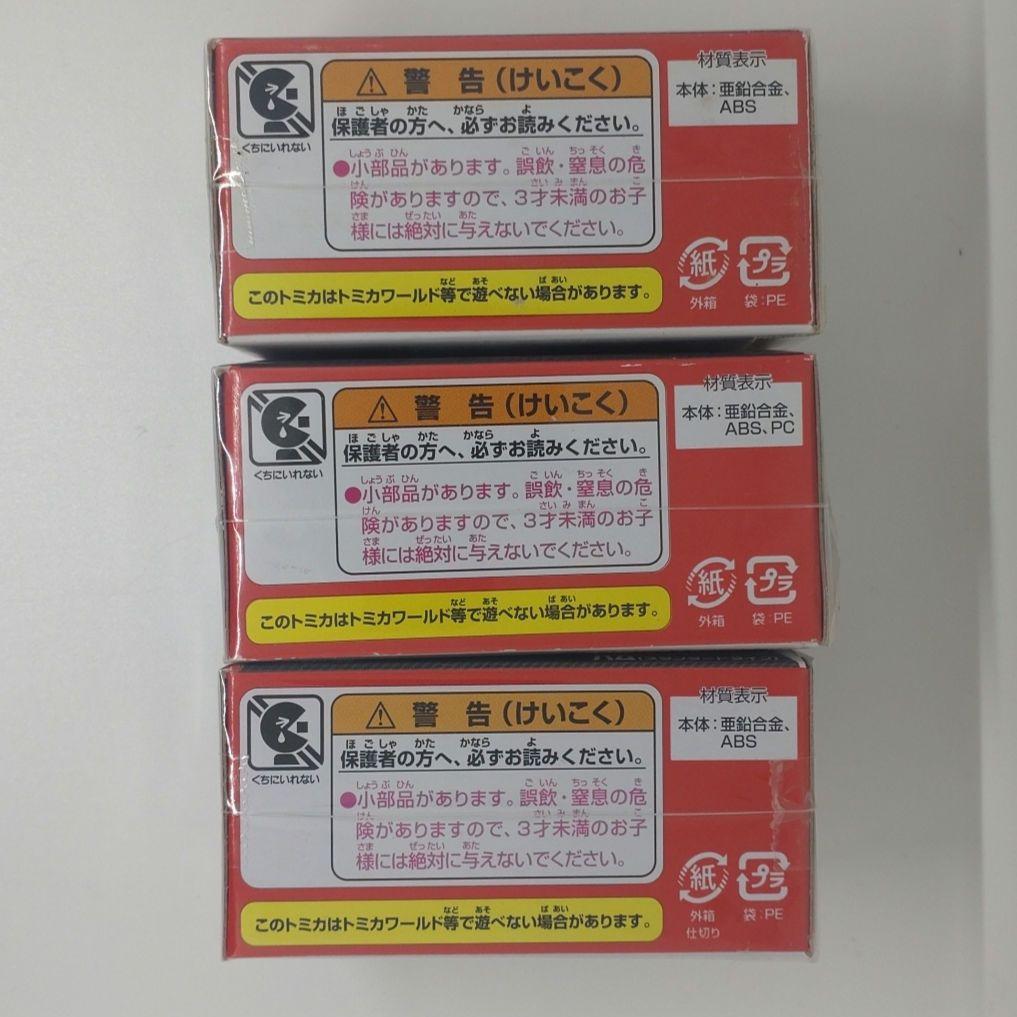 くちにいれない
警 告(けいこく)
ほごしゃ かた かなら よ
保護者の方へ、必ずお読みください。
しょうぶひん ごいん ちっそく き
●小部品があります。誤飲・窒息の危
けん さいみまん こ
険がありますので、3才未満のお子
さま ぜったい あた
様には絶対に与えないでください。
など あそ ばあい
このトミカはトミカワールド等で遊べない場合があります。
材質表示
本体:亜鉛合金、
ABS
紙 プラ
外箱 袋:PE
くちにいれない
警 告(けいこく)
ほごしゃ かた かなら よ
保護者の方へ、必ずお読みください。
しょうぶひん ごいん ちっそく き
●小部品があります。誤飲・窒息の危
けん さいみまん こ
険がありますので、3才未満のお子
さま ぜったい あた
様には絶対に与えないでください。
など あそ ばあい
このトミカはトミカワールド等で遊べない場合があります。
材質表示
本体:亜鉛合金、
ABS、PC
紙 プラ
外箱 袋:PE
くちにいれない
警 告(けいこく)
ほごしゃ かた かなら よ
保護者の方へ、必ずお読みください。
しょうぶひん ごいん ちっそく き
●小部品があります。誤飲・窒息の危
けん さいみまん こ
険がありますので、3才未満のお子
さま ぜったい あた
様には絶対に与えないでください。
など あそ ばあい
このトミカはトミカワールド等で遊べない場合があります。
材質表示
本体:亜鉛合金、
ABS
紙 プラ
外箱 袋:PE
仕切り